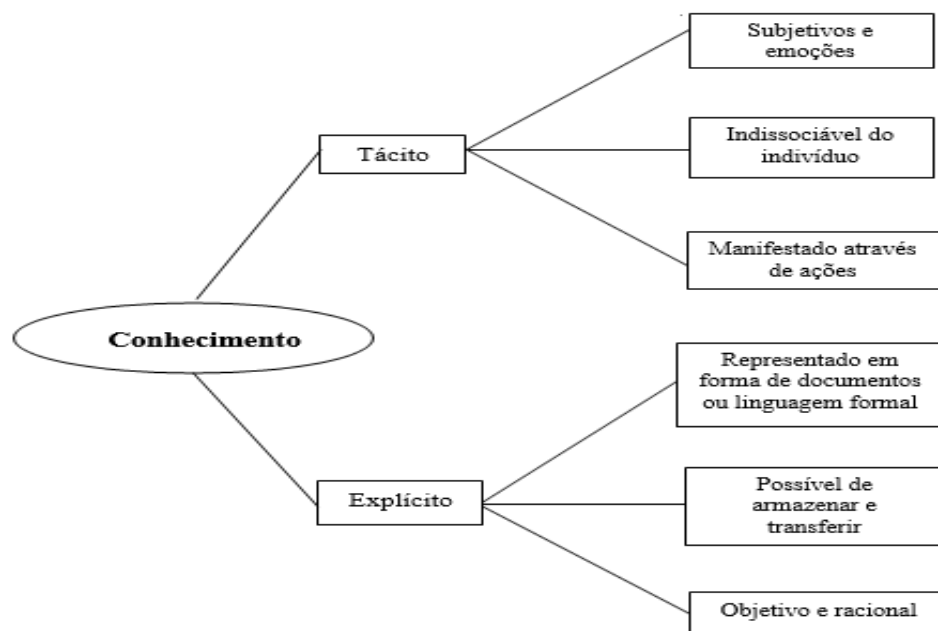 Subjetivos e
emoções
Tácito
Indissociável do
indivíduo
Manifestado através
de ações
Conhecimento
Representado em
forma de documentos
ou linguagem formal
Explícito
Possível de
armazenar e
transferir
Objetivo e racional